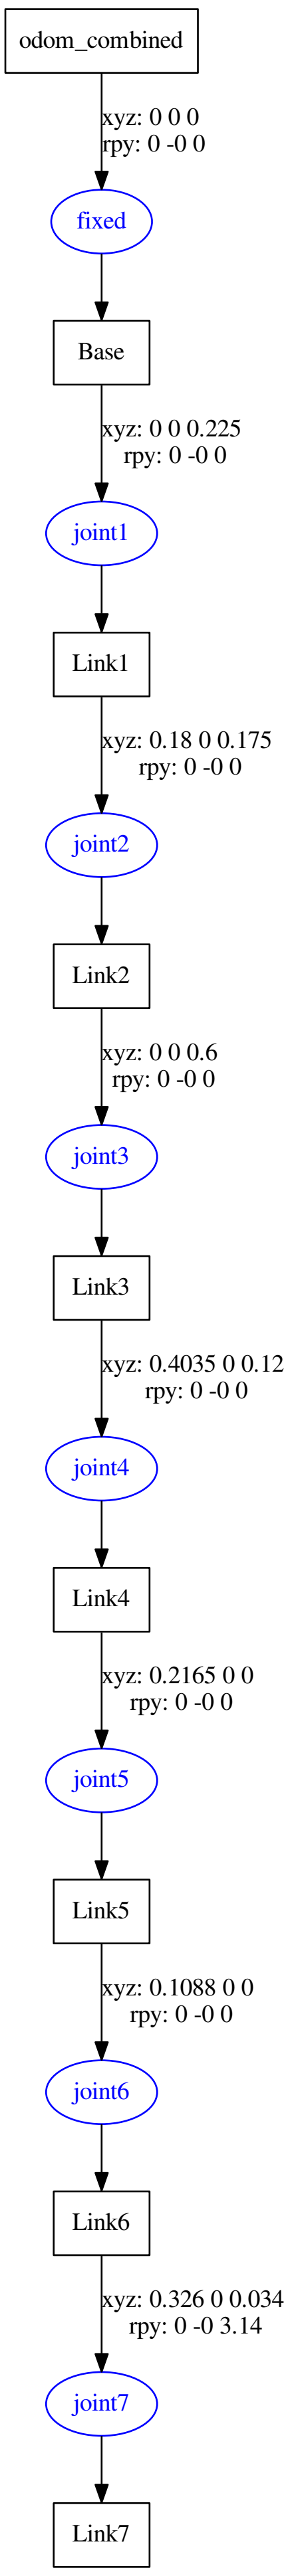 odom_combined
xyz: 0 0 0
rpy: 0 -0 0
fixed
Base
xyz: 0 0 0.225
rpy: 0 -0 0
joint1
Link1
xyz: 0.18 0 0.175
rpy: 0 -0 0
joint2
Link2
xyz: 0 0 0.6
rpy: 0 -0 0
joint3
Link3
xyz: 0.4035 0 0.12
rpy: 0 -0 0
joint4
Link4
xyz: 0.2165 0 0
rpy: 0 -0 0
joint5
Link5
xyz: 0.1088 0 0
rpy: 0 -0 0
joint6
Link6
xyz: 0.326 0 0.034
rpy: 0 -0 3.14
joint7
Link7